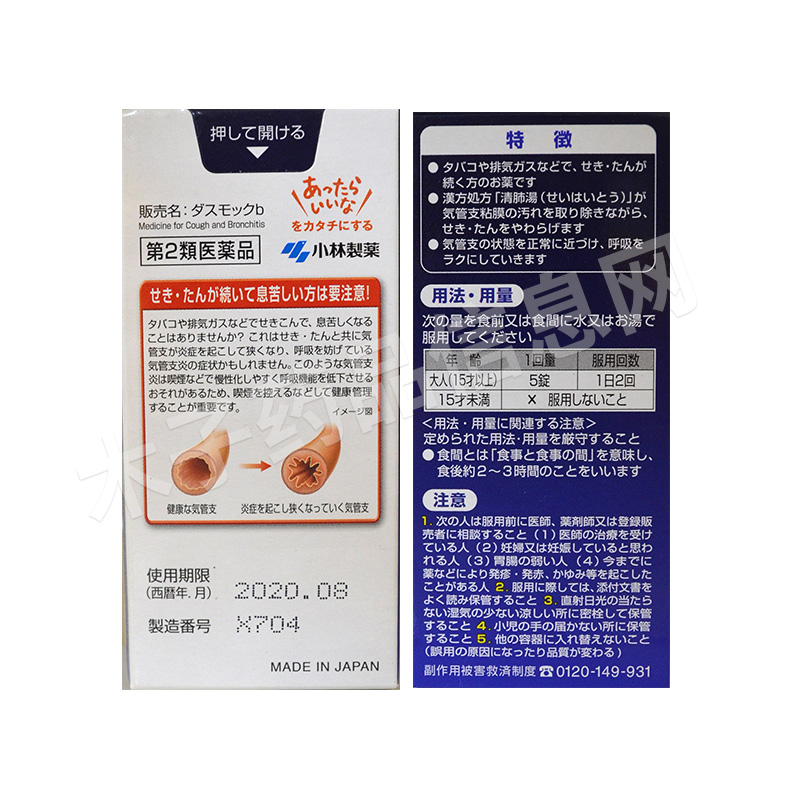 押して開ける
あったら
いいな
をカタチにする
販売名：ダスモックb
Medicine for Cough and Bronchitis
第2類医薬品
小林製薬
せき・たんが続いて息苦しい方は要注意！
タバコや排気ガスなどでせきこんで、息苦しくなる
ことはありませんか？これはせき・たんと共に気
管支が炎症を起こして狭くなり、呼吸を妨げている
気管支炎の症状かもしれません。このような気管支
炎は喫煙などで慢性化しやすく呼吸機能を低下させる
おそれがあるため、喫煙を控えるなどして健康管理
することが重要です。
イメージ図
健康な気管支
炎症を起こし狭くなっていく気管支
使用期限
(西暦年.月)
2020.08
製造番号
X704
MADE IN JAPAN
特徴
●タバコや排気ガスなどで、せき・たんが
続く方のお薬です
●漢方処方「清肺湯（せいはいとう）」が
気管支粘膜の汚れを取り除きながら、
せき・たんをやわらげます
●気管支の状態を正常に近づけ、呼吸を
ラクにしていきます
用法・用量
次の量を食前又は食間に水又はお湯で
服用してください
年齢 1回量 服用回数
大人(15才以上) 5錠 1日2回
15才未満 × 服用しないこと
＜用法・用量に関連する注意＞
定められた用法・用量を厳守すること
●食間とは「食事と食事の間」を意味し、
食後約2～3時間のことをいいます
注意
1. 次の人は服用前に医師、薬剤師又は登録販
売者に相談すること（1）医師の治療を受け
ている人（2）妊婦又は妊娠していると思わ
れる人（3）胃腸の弱い人（4）今までに
薬などにより発疹・発赤、かゆみ等を起こした
ことがある人 2. 服用に際しては、添付文書を
よく読み保管すること 3. 直射日光の当たら
ない湿気の少ない涼しい所に密栓して保管
すること 4. 小児の手の届かない所に保管
すること 5. 他の容器に入れ替えないこと
（誤用の原因になったり品質が変わる）
副作用被害救済制度 ☎0120-149-931
木子药品信息网